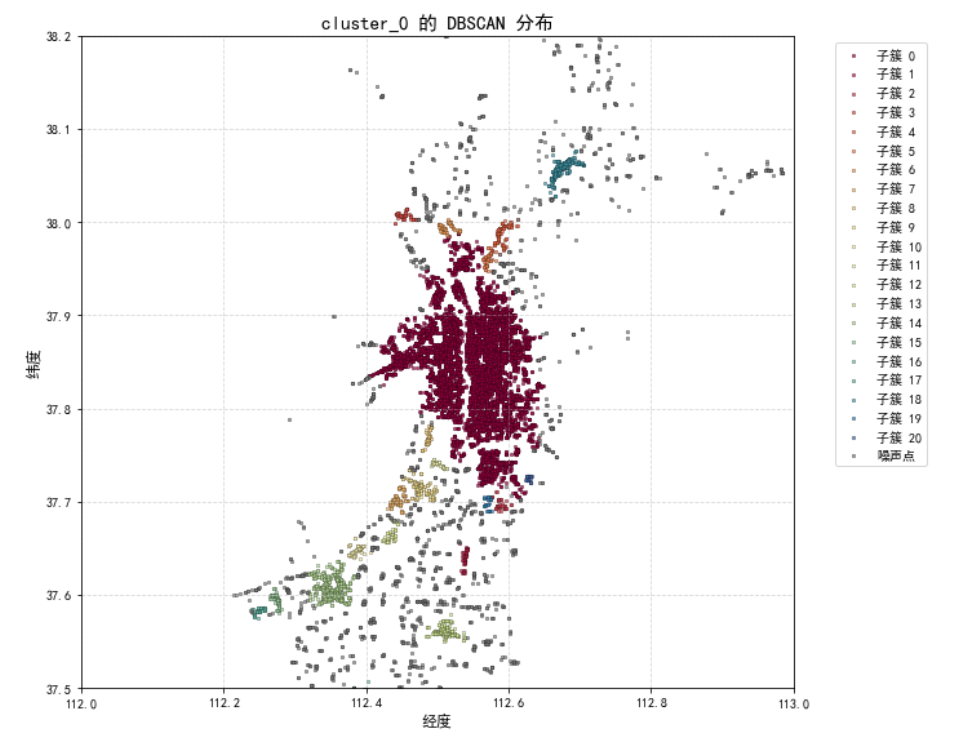 cluster_0 的 DBSCAN 分布
38.2
38.1
38.0
37.9
37.8
37.7
37.6
37.5
纬度
112.0
112.2
112.4
112.6
112.8
113.0
经度
子簇 0
子簇 1
子簇 2
子簇 3
子簇 4
子簇 5
子簇 6
子簇 7
子簇 8
子簇 9
子簇 10
子簇 11
子簇 12
子簇 13
子簇 14
子簇 15
子簇 16
子簇 17
子簇 18
子簇 19
子簇 20
噪声点